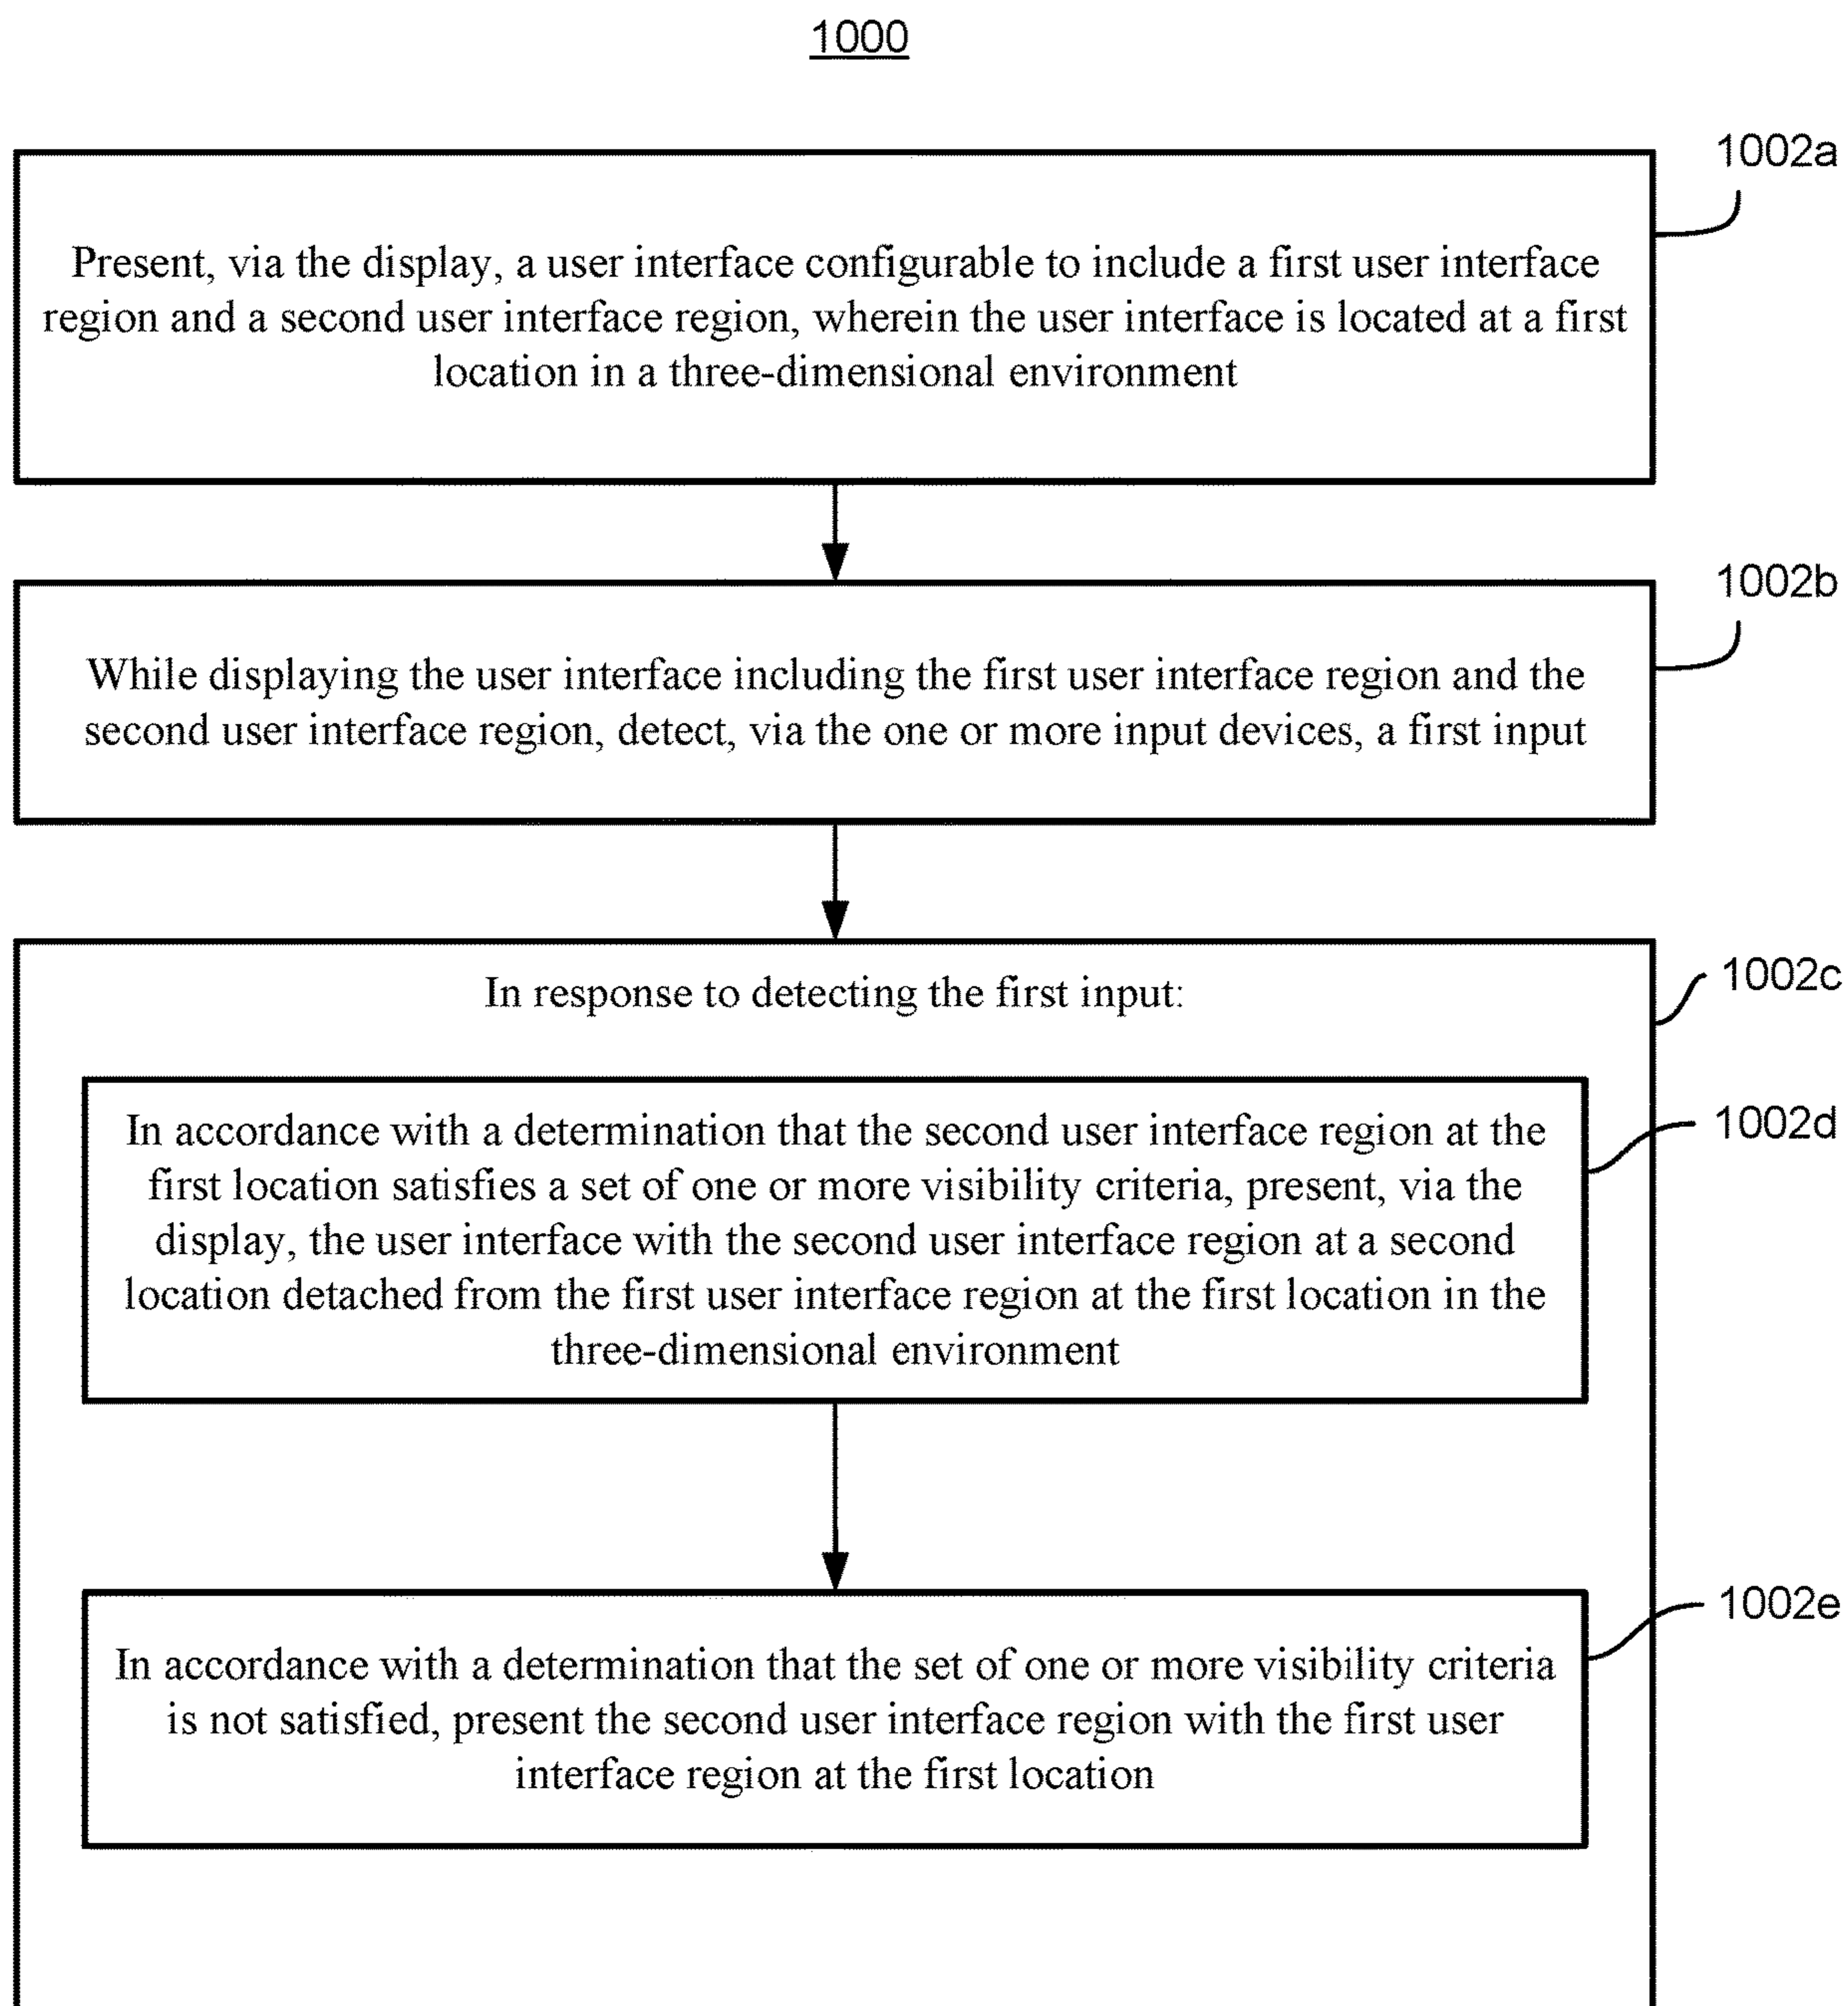 1000
1002a
Present, via the display, a user interface configurable to include a first user interface
region and a second user interface region, wherein the user interface is located at a first
location in a three-dimensional environment
1002b
While displaying the user interface including the first user interface region and the
second user interface region, detect, via the one or more input devices, a first input
1002c
In response to detecting the first input:
1002d
In accordance with a determination that the second user interface region at the
first location satisfies a set of one or more visibility criteria, present, via the
display, the user interface with the second user interface region at a second
location detached from the first user interface region at the first location in the
three-dimensional environment
1002e
In accordance with a determination that the set of one or more visibility criteria
is not satisfied, present the second user interface region with the first user
interface region at the first location